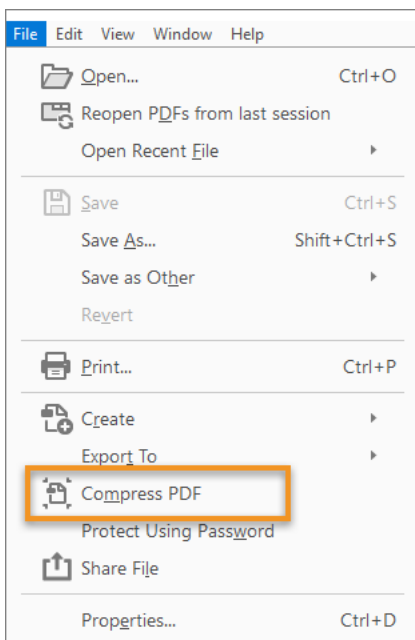 File Edit View Window Help
Open... Ctrl+O
Reopen PDFs from last session
Open Recent File
Save Ctrl+S
Save As... Shift+Ctrl+S
Save as Other
Revert
Print... Ctrl+P
Create
Export To
Compress PDF
Protect Using Password
Share File
Properties... Ctrl+D